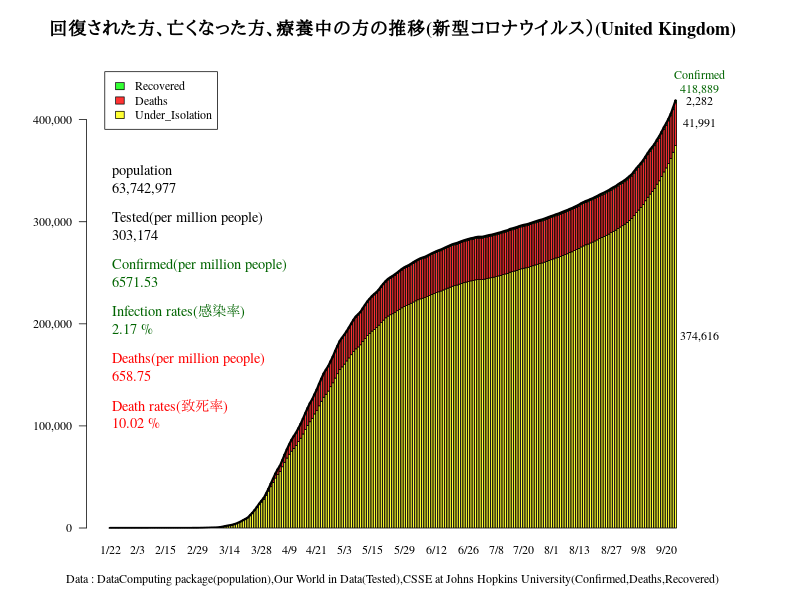 回復された方、亡くなった方、療養中の方の推移(新型コロナウイルス)(United Kingdom)
Confirmed
418,889
2,282
41,991
374,616
Recovered
Deaths
Under_Isolation
population
63,742,977
Tested(per million people)
303,174
Confirmed(per million people)
6571.53
Infection rates(感染率)
2.17 %
Deaths(per million people)
658.75
Death rates(致死率)
10.02 %
400,000
300,000
200,000
100,000
0
1/22 2/3 2/15 2/29 3/14 3/28 4/9 4/21 5/3 5/15 5/29 6/12 6/26 7/8 7/20 8/1 8/13 8/27 9/8 9/20
Data : DataComputing package(population),Our World in Data(Tested),CSSE at Johns Hopkins University(Confirmed,Deaths,Recovered)